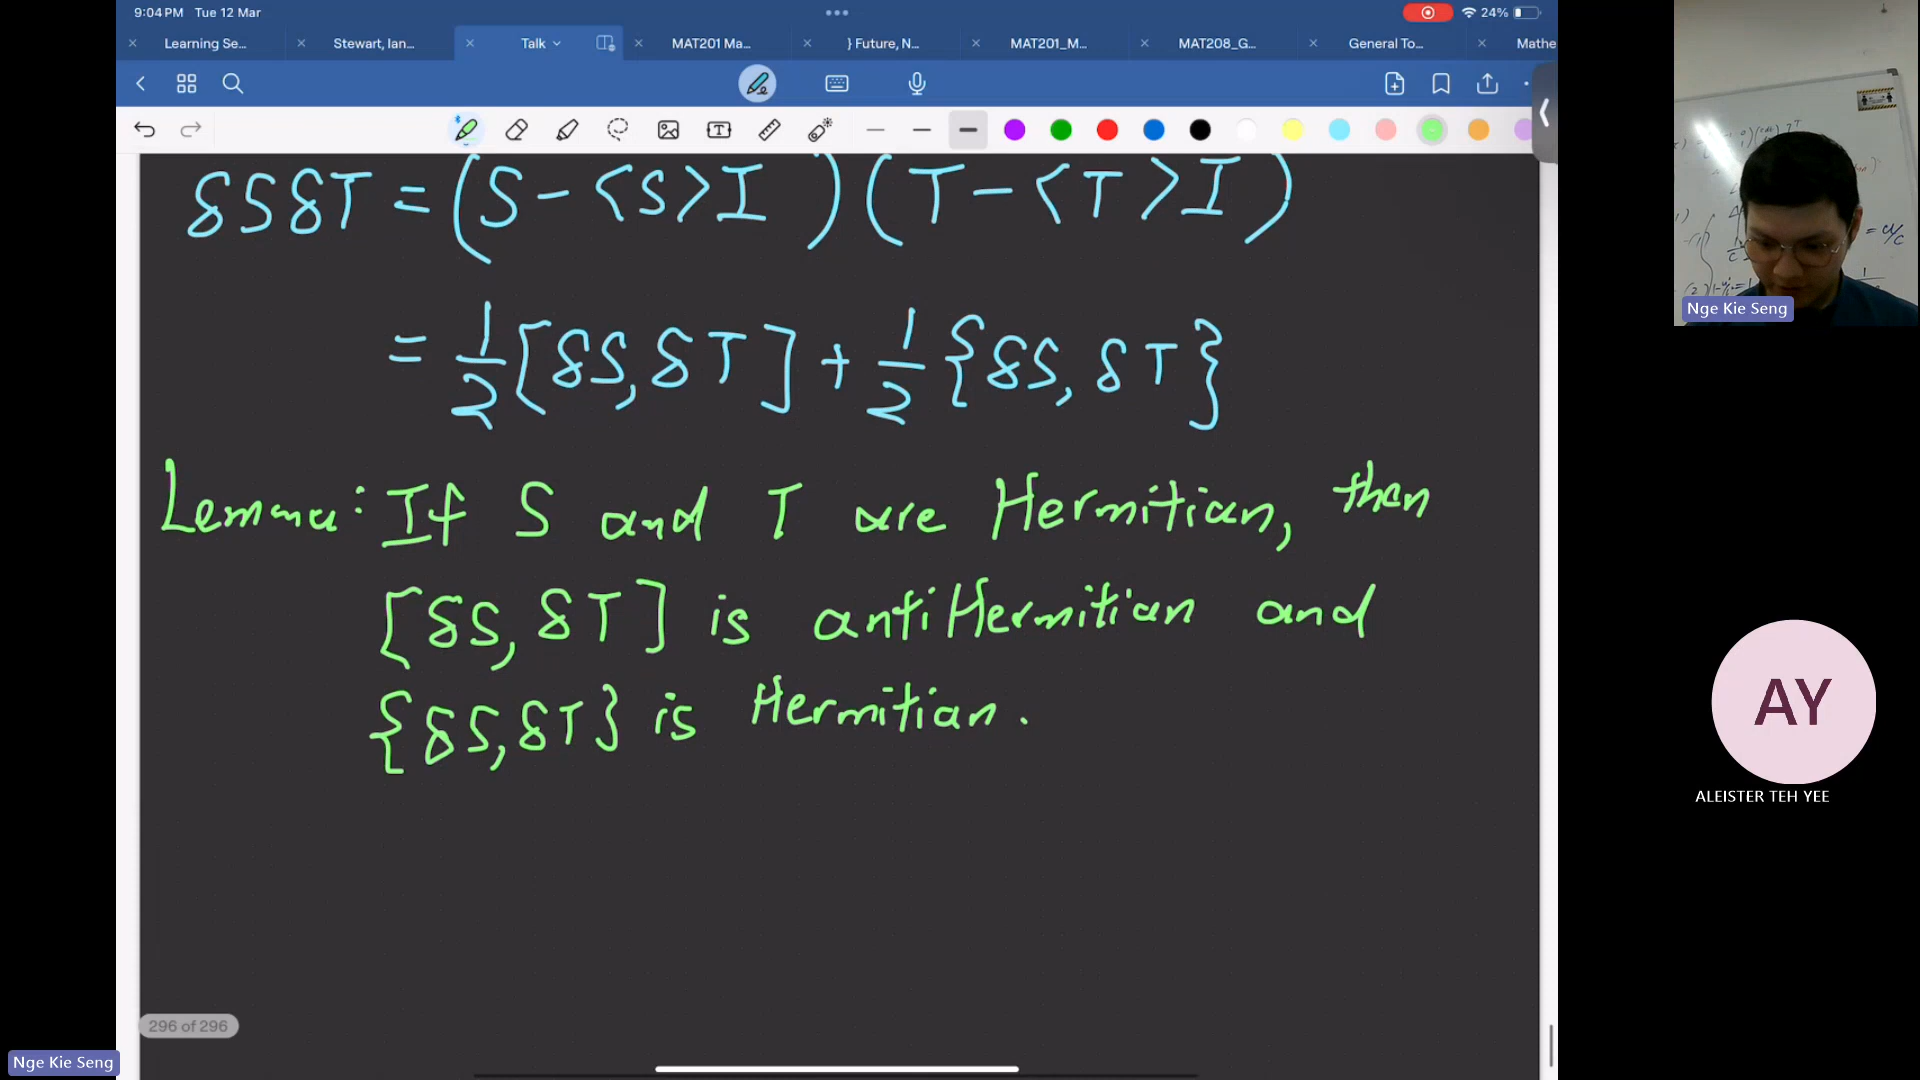 9:04 PM Tue 12 Mar
24%
Learning Se...
Stewart, Ian...
Talk
MAT201 Ma...
} Future, N...
MAT201_M...
MAT208_G...
General To...
Mathe
δSδT = (S - <S>I ) (T - <T>I )
= 1/2 [δS, δT] + 1/2 {δS, δT}
Lemma: If S and T are Hermitian, then
[δS, δT] is antiHermitian and
{δS, δT} is Hermitian.
296 of 296
Nge Kie Seng
Nge Kie Seng
AY
ALEISTER TEH YEE